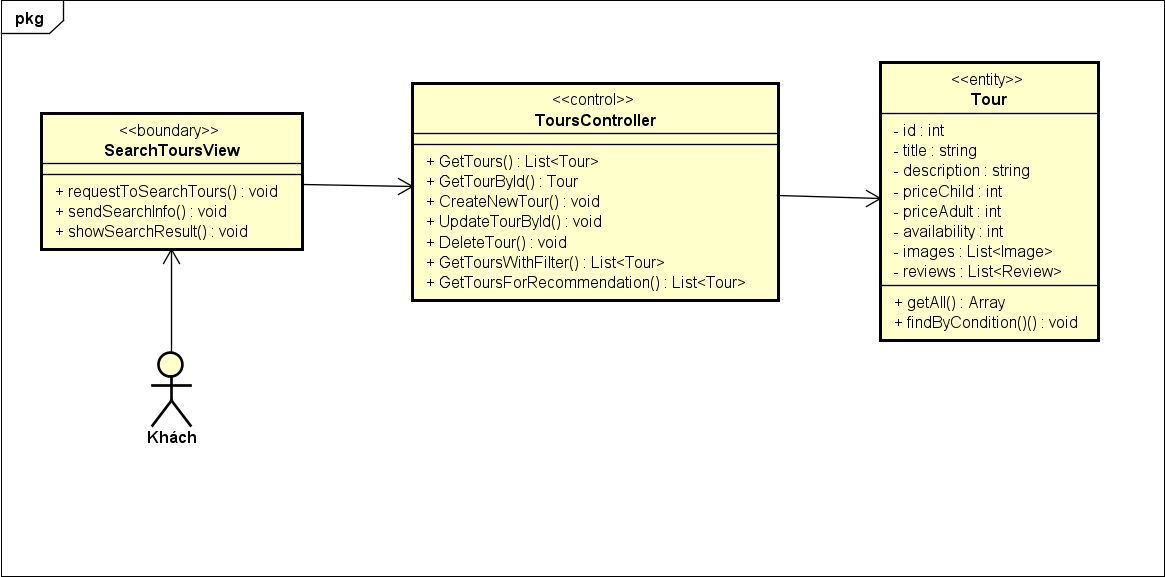 pkg
<<boundary>>
SearchToursView
+ requestToSearchTours() : void
+ sendSearchInfo() : void
+ showSearchResult() : void
Khách
<<control>>
ToursController
+ GetTours() : List<Tour>
+ GetTourById() : Tour
+ CreateNewTour() : void
+ UpdateTourById() : void
+ DeleteTour() : void
+ GetToursWithFilter() : List<Tour>
+ GetToursForRecommendation() : List<Tour>
<<entity>>
Tour
- id : int
- title : string
- description : string
- priceChild : int
- priceAdult : int
- availability : int
- images : List<Image>
- reviews : List<Review>
+ getAll() : Array
+ findByCondition()() : void